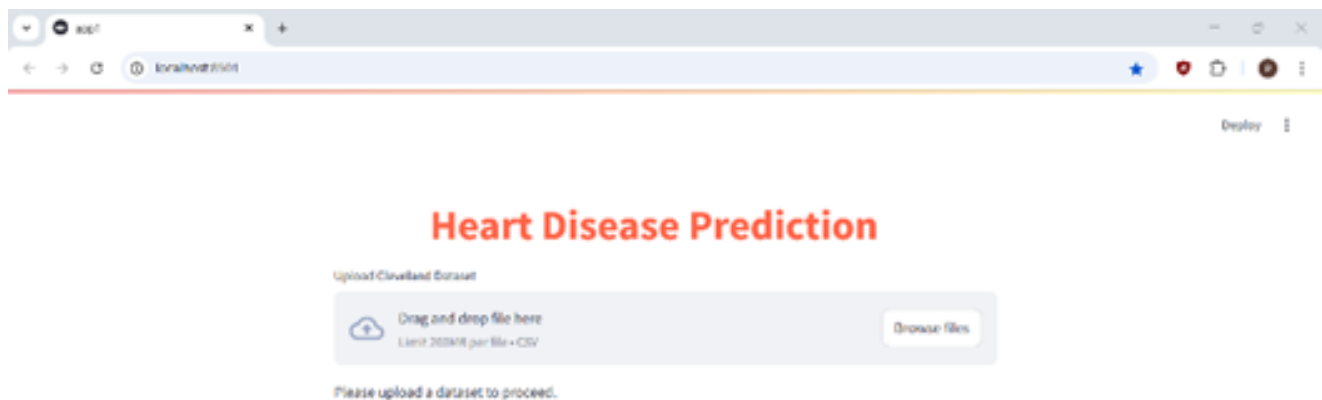 app1
localhost:8501
Deploy
Heart Disease Prediction
Upload Cleveland Dataset
Drag and drop file here
Limit 200MB per file • CSV
Browse files
Please upload a dataset to proceed.